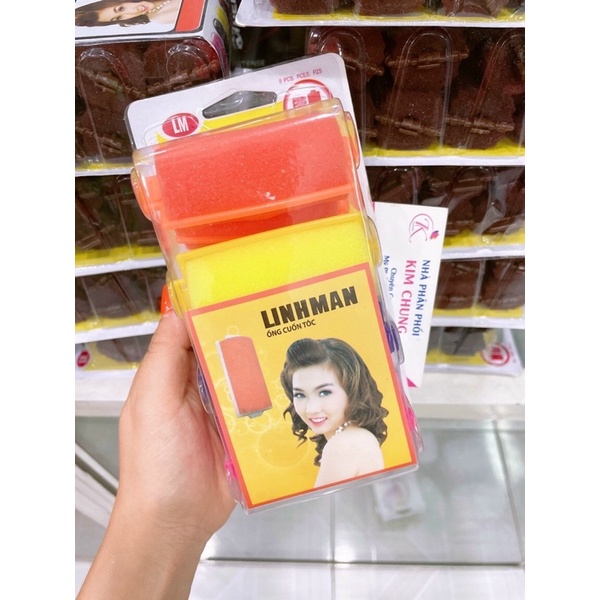 LM
LINHMAN
ỐNG CUỐN TÓC
NHÀ PHÂN PHỐI
KIM CHUNG